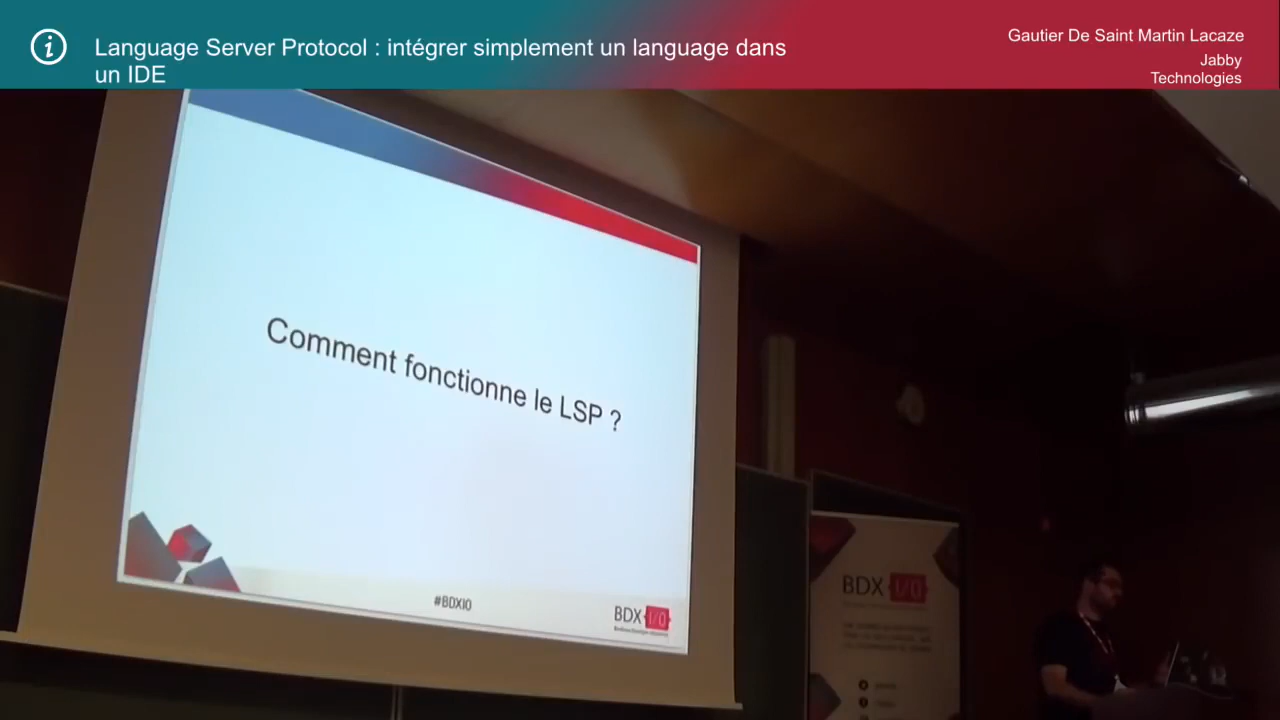 Language Server Protocol : intégrer simplement un language dans
un IDE
Gautier De Saint Martin Lacaze
Jabby
Technologies
Comment fonctionne le LSP ?
#BDXIO
BDX I/O
BDX I/O